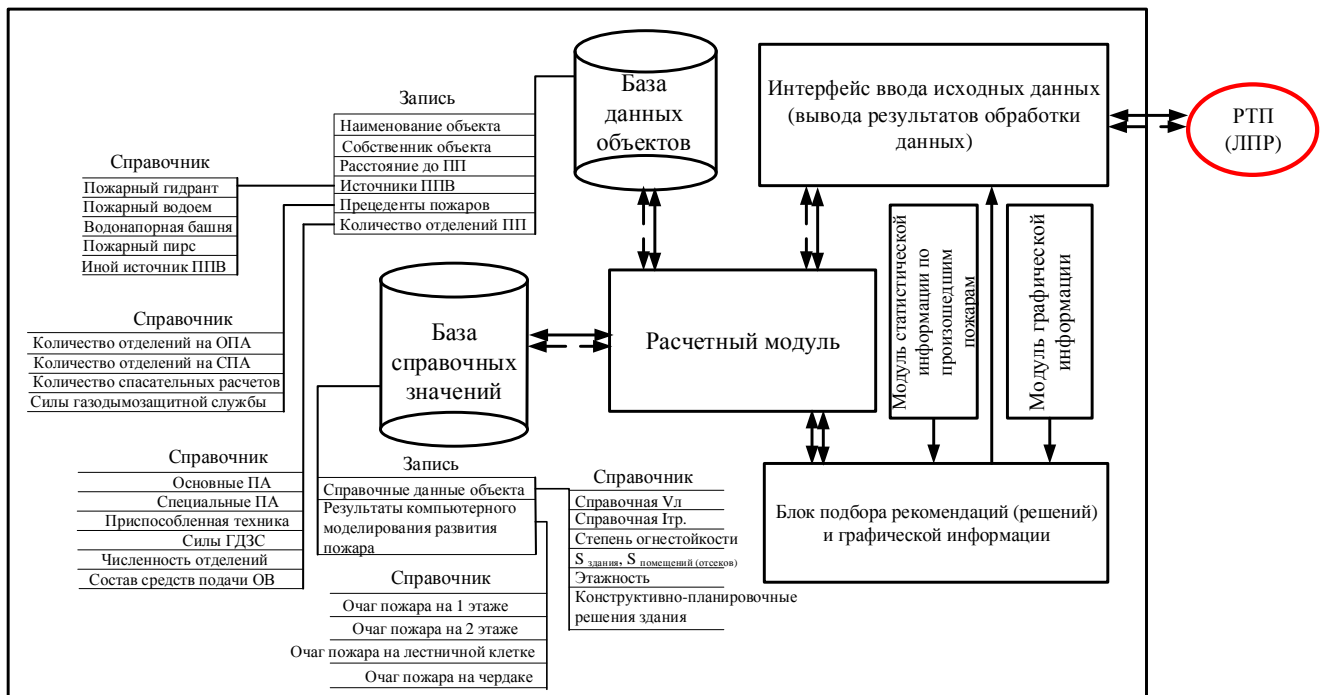 База
данных
объектов
Интерфейс ввода исходных данных
(вывода результатов обработки
данных)
РТП
(ЛПР)
Запись
Наименование объекта
Собственник объекта
Расстояние до ПП
Источники ППВ
Прецеденты пожаров
Количество отделений ПП
Справочник
Пожарный гидрант
Пожарный водоем
Водонапорная башня
Пожарный пирс
Иной источник ППВ
Справочник
Количество отделений на ОПА
Количество отделений на СПА
Количество спасательных расчетов
Силы газодымозащитной службы
База
справочных
значений
Расчетный модуль
Модуль статистической
информации по
произошедшим
пожарам
Модуль графической
информации
Справочник
Основные ПА
Специальные ПА
Приспособленная техника
Силы ГДЗС
Численность отделений
Состав средств подачи ОВ
Запись
Справочные данные объекта
Результаты компьютерного
моделирования развития
пожара
Справочник
Справочная Vл
Справочная Iтр.
Степень огнестойкости
S здания, S помещений (отсеков)
Этажность
Конструктивно-планировочные
решения здания
Блок подбора рекомендаций (решений)
и графической информации
Справочник
Очаг пожара на 1 этаже
Очаг пожара на 2 этаже
Очаг пожара на лестничной клетке
Очаг пожара на чердаке